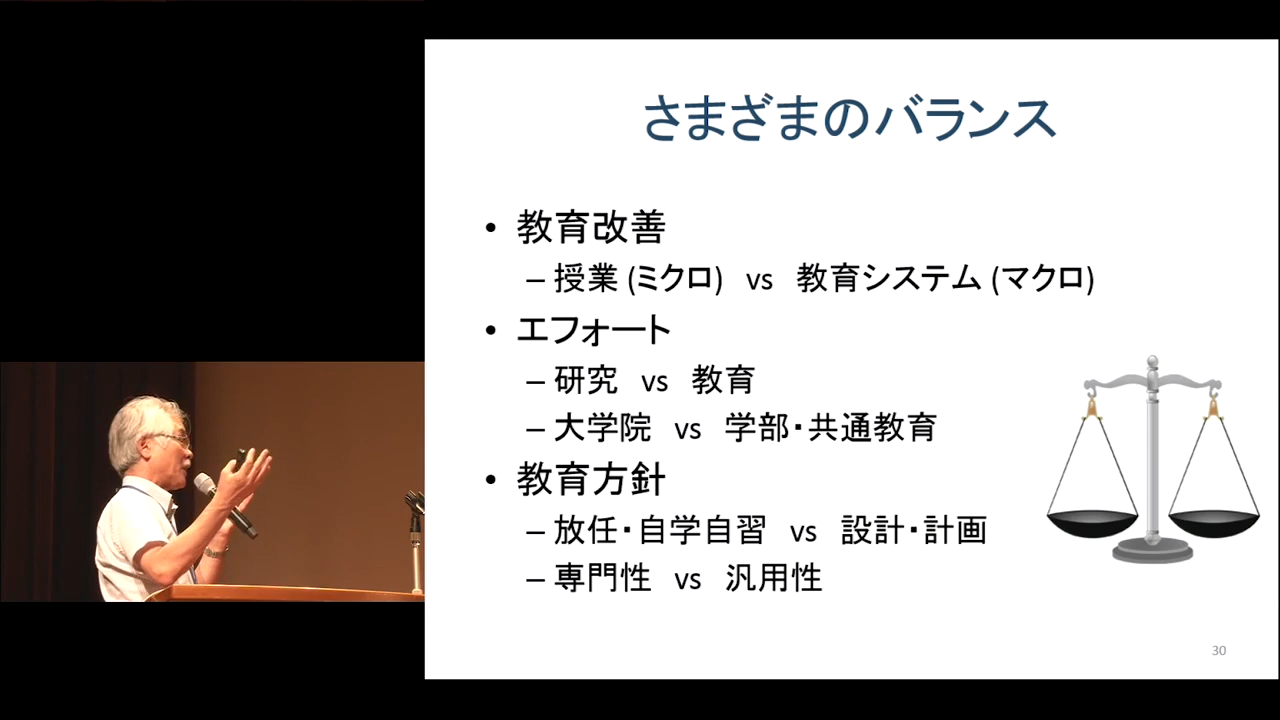 さまざまのバランス
• 教育改善
– 授業 (ミクロ) vs 教育システム (マクロ)
• エフォート
– 研究 vs 教育
– 大学院 vs 学部・共通教育
• 教育方針
– 放任・自学自習 vs 設計・計画
– 専門性 vs 汎用性
30